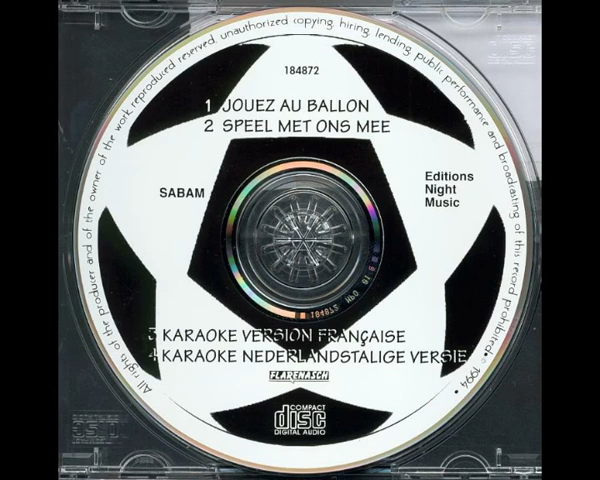 All rights of the producer and of the owner of the work reproduced reserved, unauthorized copying, hiring, lending, public performance and broadcasting of this record prohibited. 1994 •
184872
1 JOUEZ AU BALLON
2 SPEEL MET ONS MEE
SABAM
Editions
Night
Music
3 KARAOKE VERSION FRANÇAISE
4 KARAOKE NEDERLANDSTALIGE VERSIE
FLARENASCH
COMPACT
disc
DIGITAL AUDIO